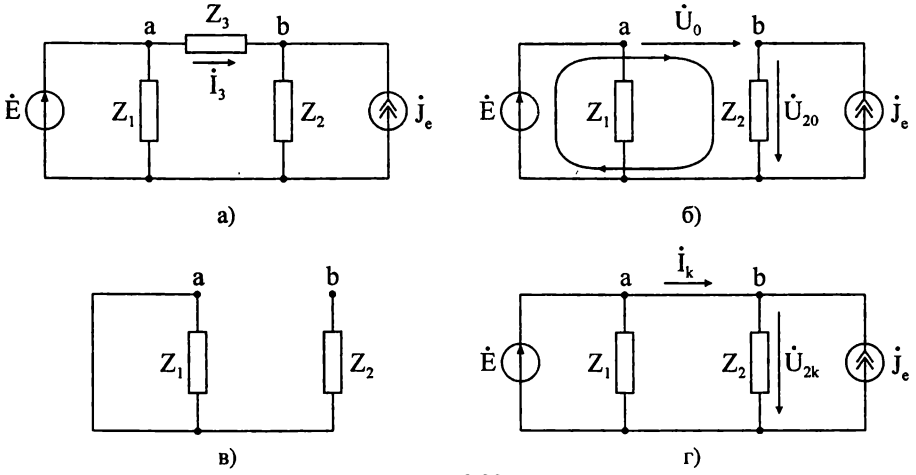 Z₃
a b
İ₃
Ė Z₁ Z₂ J̇ₑ
а)
a U̇₀ b
Ė Z₁ Z₂ U̇₂₀ J̇ₑ
б)
a b
Z₁ Z₂
в)
İₖ
a b
Ė Z₁ Z₂ U̇₂ₖ J̇ₑ
г)